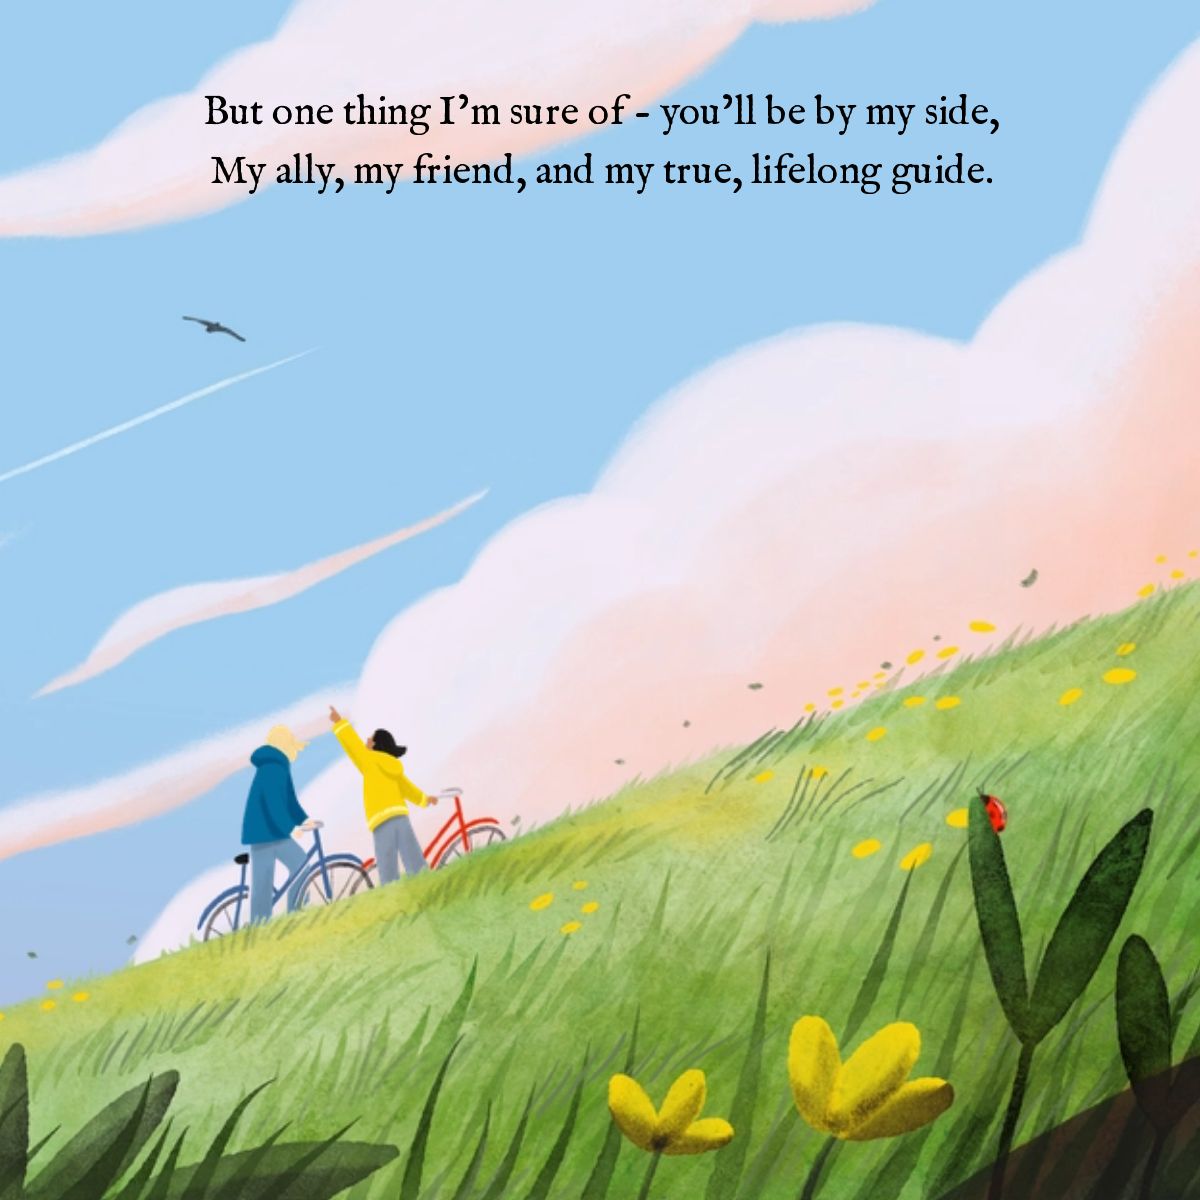 But one thing I'm sure of - you'll be by my side,
My ally, my friend, and my true, lifelong guide.